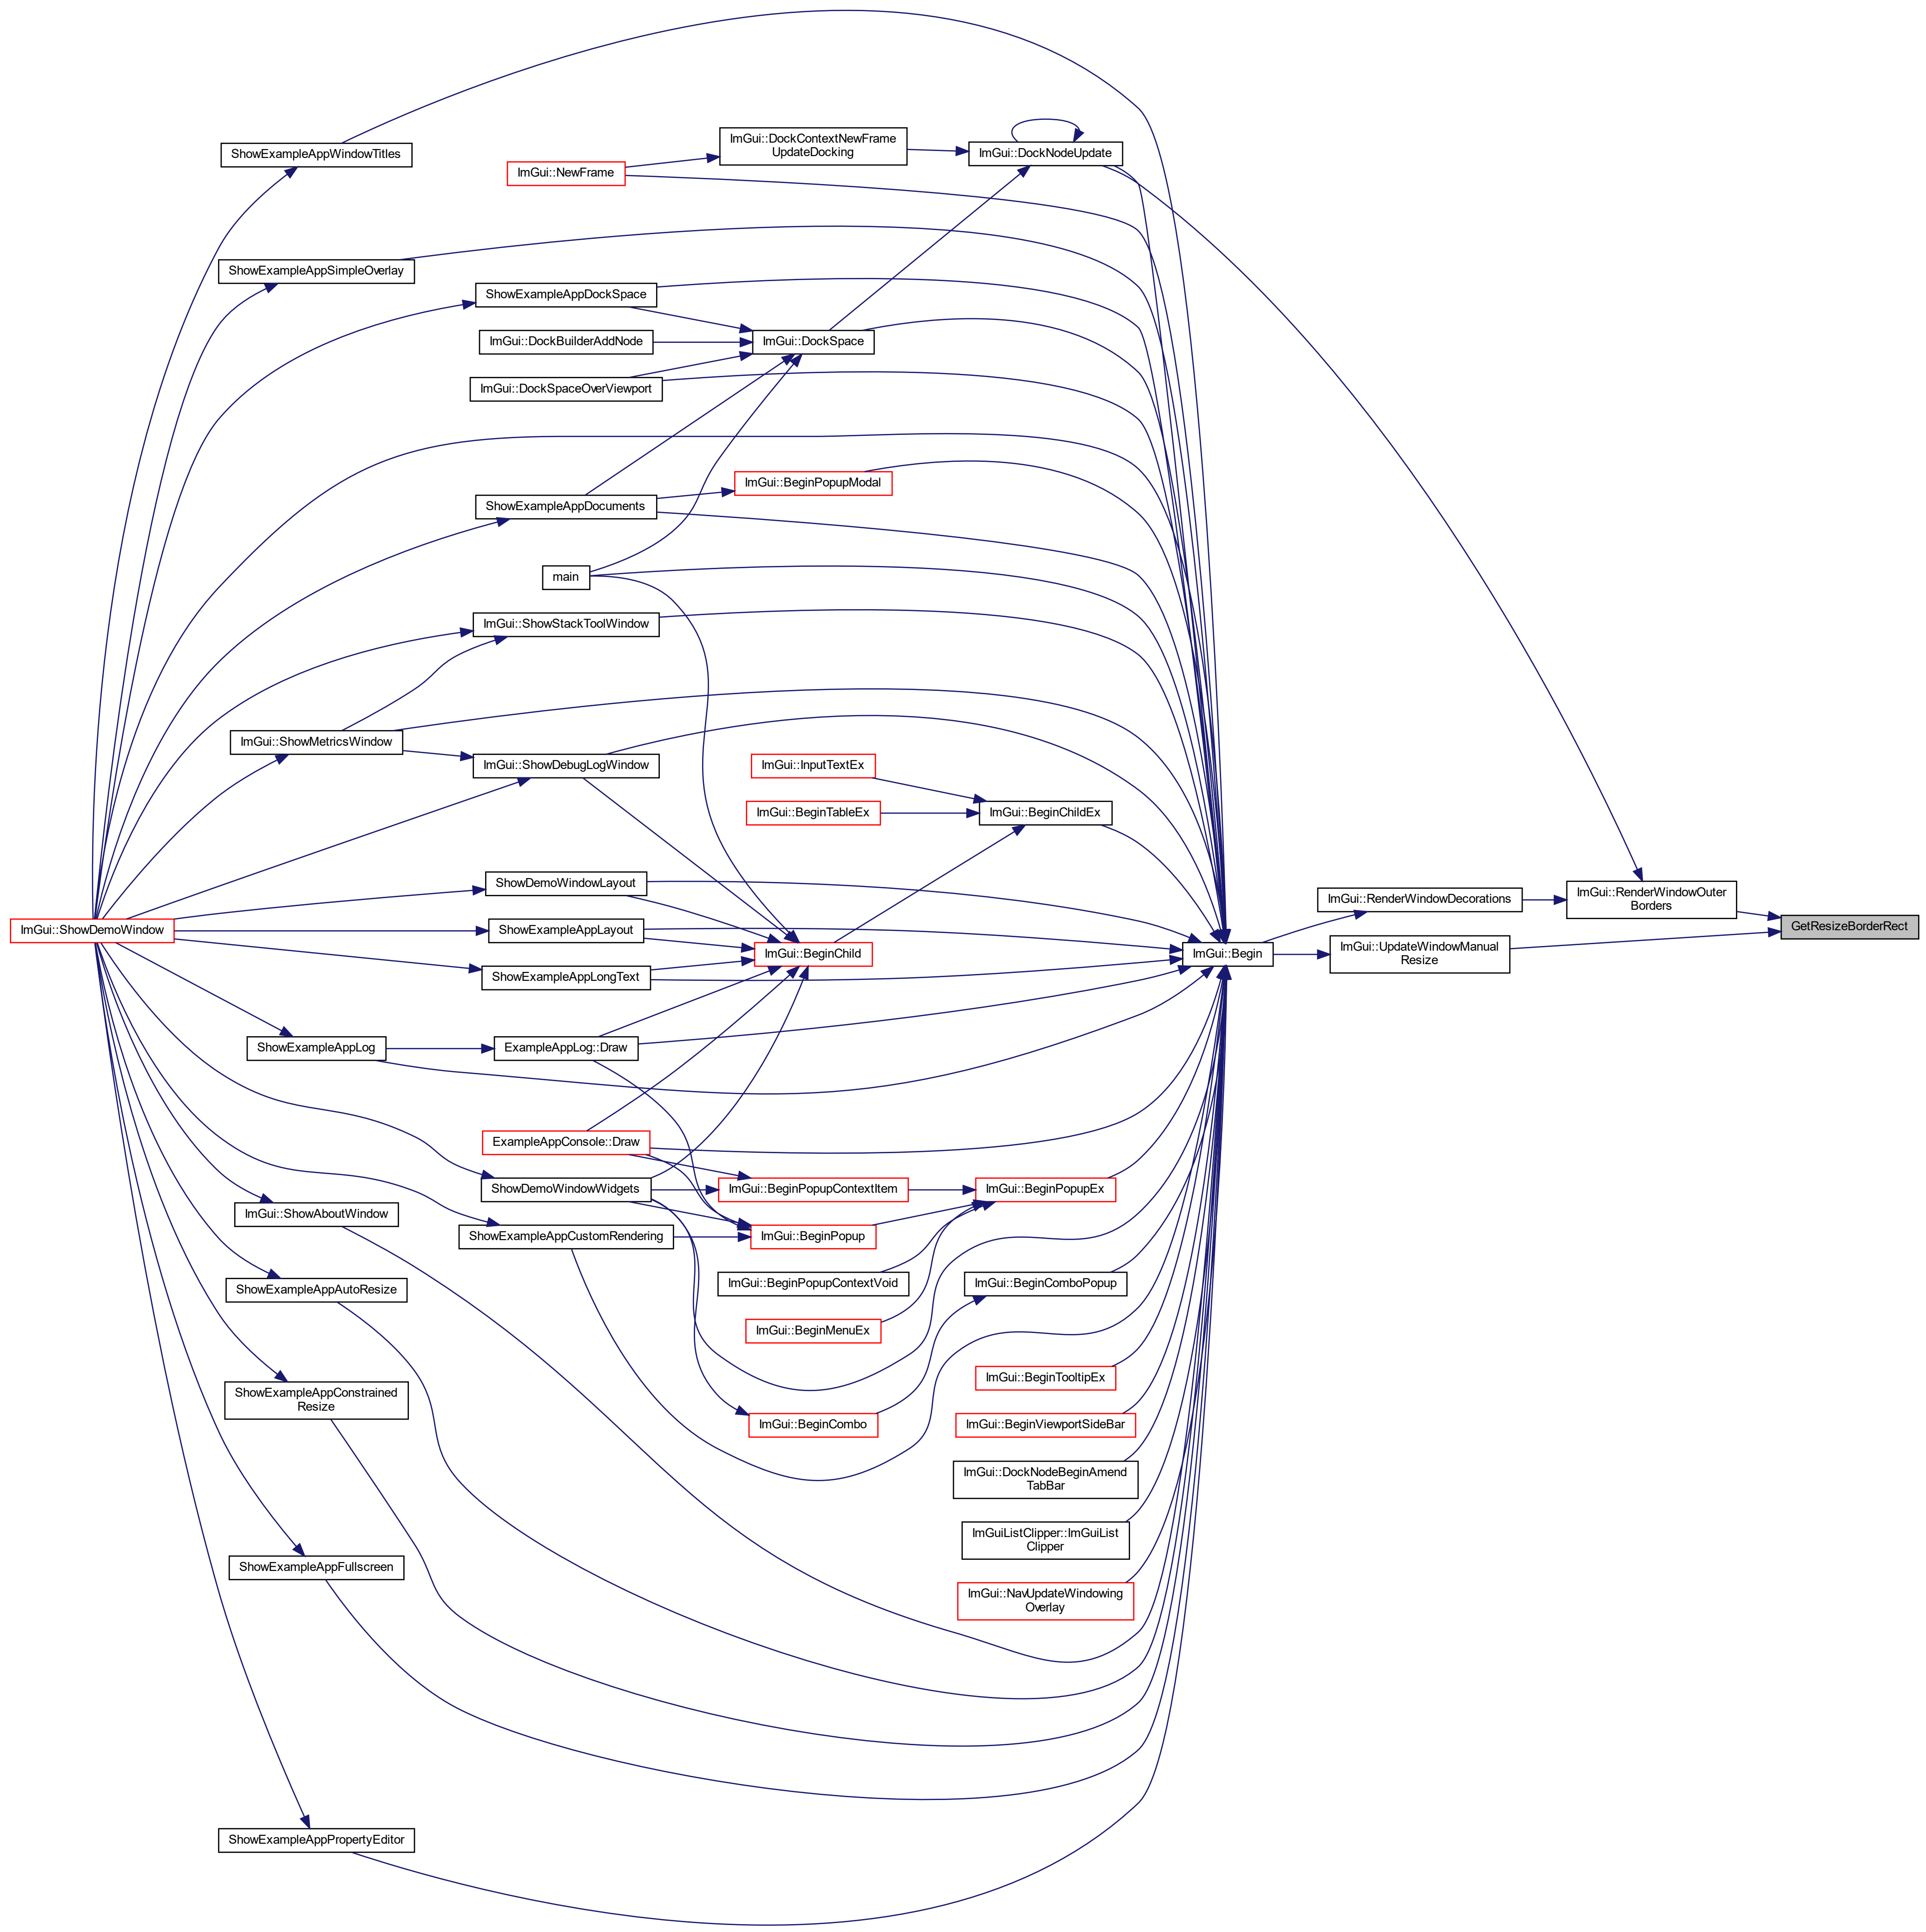 ShowExampleAppWindowTitles
ImGui::DockContextNewFrame
UpdateDocking
ImGui::DockNodeUpdate
ImGui::NewFrame
ShowExampleAppSimpleOverlay
ShowExampleAppDockSpace
ImGui::DockBuilderAddNode
ImGui::DockSpace
ImGui::DockSpaceOverViewport
ImGui::BeginPopupModal
ShowExampleAppDocuments
main
ImGui::ShowStackToolWindow
ImGui::ShowMetricsWindow
ImGui::ShowDebugLogWindow
ImGui::InputTextEx
ImGui::BeginTableEx
ImGui::BeginChildEx
ShowDemoWindowLayout
ImGui::RenderWindowDecorations
ImGui::RenderWindowOuter
Borders
GetResizeBorderRect
ImGui::ShowDemoWindow
ShowExampleAppLayout
ImGui::BeginChild
ImGui::Begin
ImGui::UpdateWindowManual
Resize
ShowExampleAppLongText
ShowExampleAppLog
ExampleAppLog::Draw
ExampleAppConsole::Draw
ShowDemoWindowWidgets
ImGui::BeginPopupContextItem
ImGui::BeginPopupEx
ImGui::ShowAboutWindow
ShowExampleAppCustomRendering
ImGui::BeginPopup
ShowExampleAppAutoResize
ImGui::BeginPopupContextVoid
ImGui::BeginComboPopup
ImGui::BeginMenuEx
ImGui::BeginTooltipEx
ShowExampleAppConstrained
Resize
ImGui::BeginCombo
ImGui::BeginViewportSideBar
ImGui::DockNodeBeginAmend
TabBar
ImGuiListClipper::ImGuiList
Clipper
ShowExampleAppFullscreen
ImGui::NavUpdateWindowing
Overlay
ShowExampleAppPropertyEditor